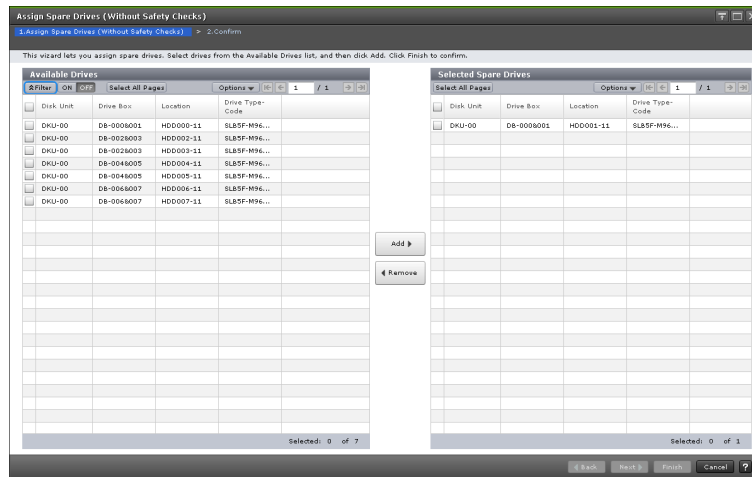 Assign Spare Drives (Without Safety Checks)
1.Assign Spare Drives (Without Safety Checks) > 2.Confirm
This wizard lets you assign spare drives. Select drives from the Available Drives list, and then click Add. Click Finish to confirm.
Available Drives
Filter ON OFF Select All Pages Options 1 / 1
Disk Unit Drive Box Location Drive Type-Code
DKU-00 DB-000&001 HDD000-11 SLB5F-M96...
DKU-00 DB-002&003 HDD002-11 SLB5F-M96...
DKU-00 DB-002&003 HDD003-11 SLB5F-M96...
DKU-00 DB-004&005 HDD004-11 SLB5F-M96...
DKU-00 DB-004&005 HDD005-11 SLB5F-M96...
DKU-00 DB-006&007 HDD006-11 SLB5F-M96...
DKU-00 DB-006&007 HDD007-11 SLB5F-M96...
Selected: 0 of 7
Add
Remove
Selected Spare Drives
Select All Pages Options 1 / 1
Disk Unit Drive Box Location Drive Type-Code
DKU-00 DB-000&001 HDD001-11 SLB5F-M96...
Selected: 0 of 1
Back Next Finish Cancel ?